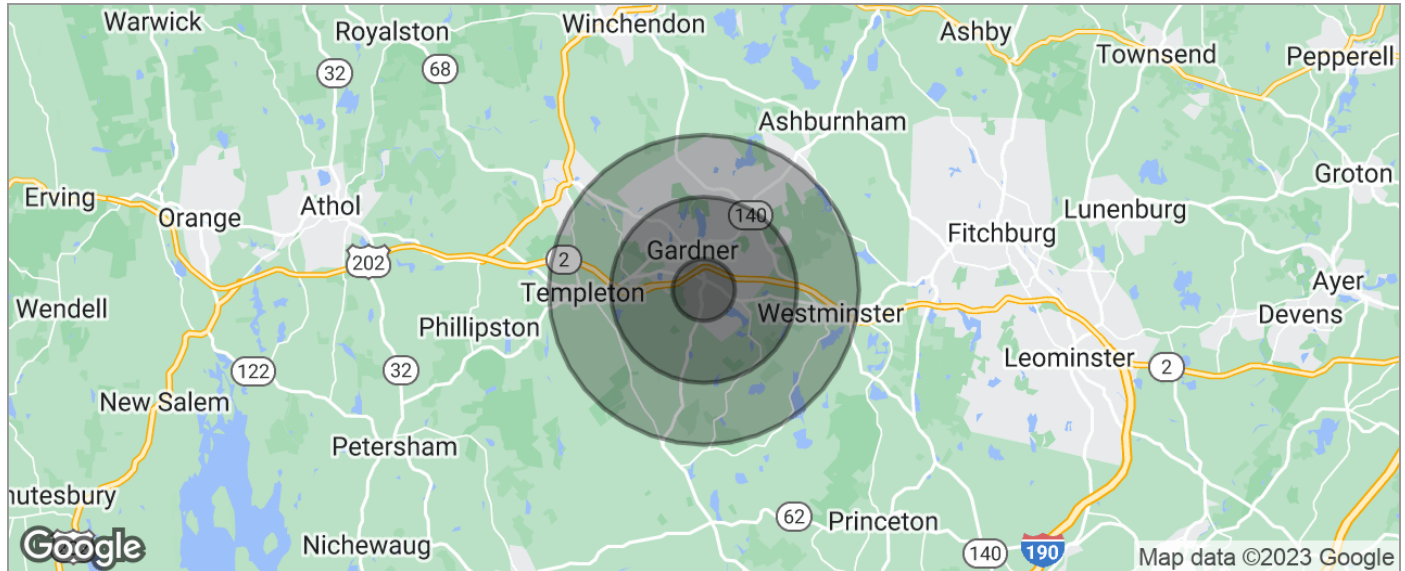 Warwick
Royalston
Winchendon
Ashby
Townsend
Pepperell
32
68
Ashburnham
Groton
Erving
Orange
Athol
140
Lunenburg
Fitchburg
Gardner
202
2
Templeton
Ayer
Wendell
Phillipston
Westminster
Devens
Leominster
2
122
32
New Salem
Petersham
hutesbury
62
Princeton
Nichewaug
140
190
Google
Map data ©2023 Google